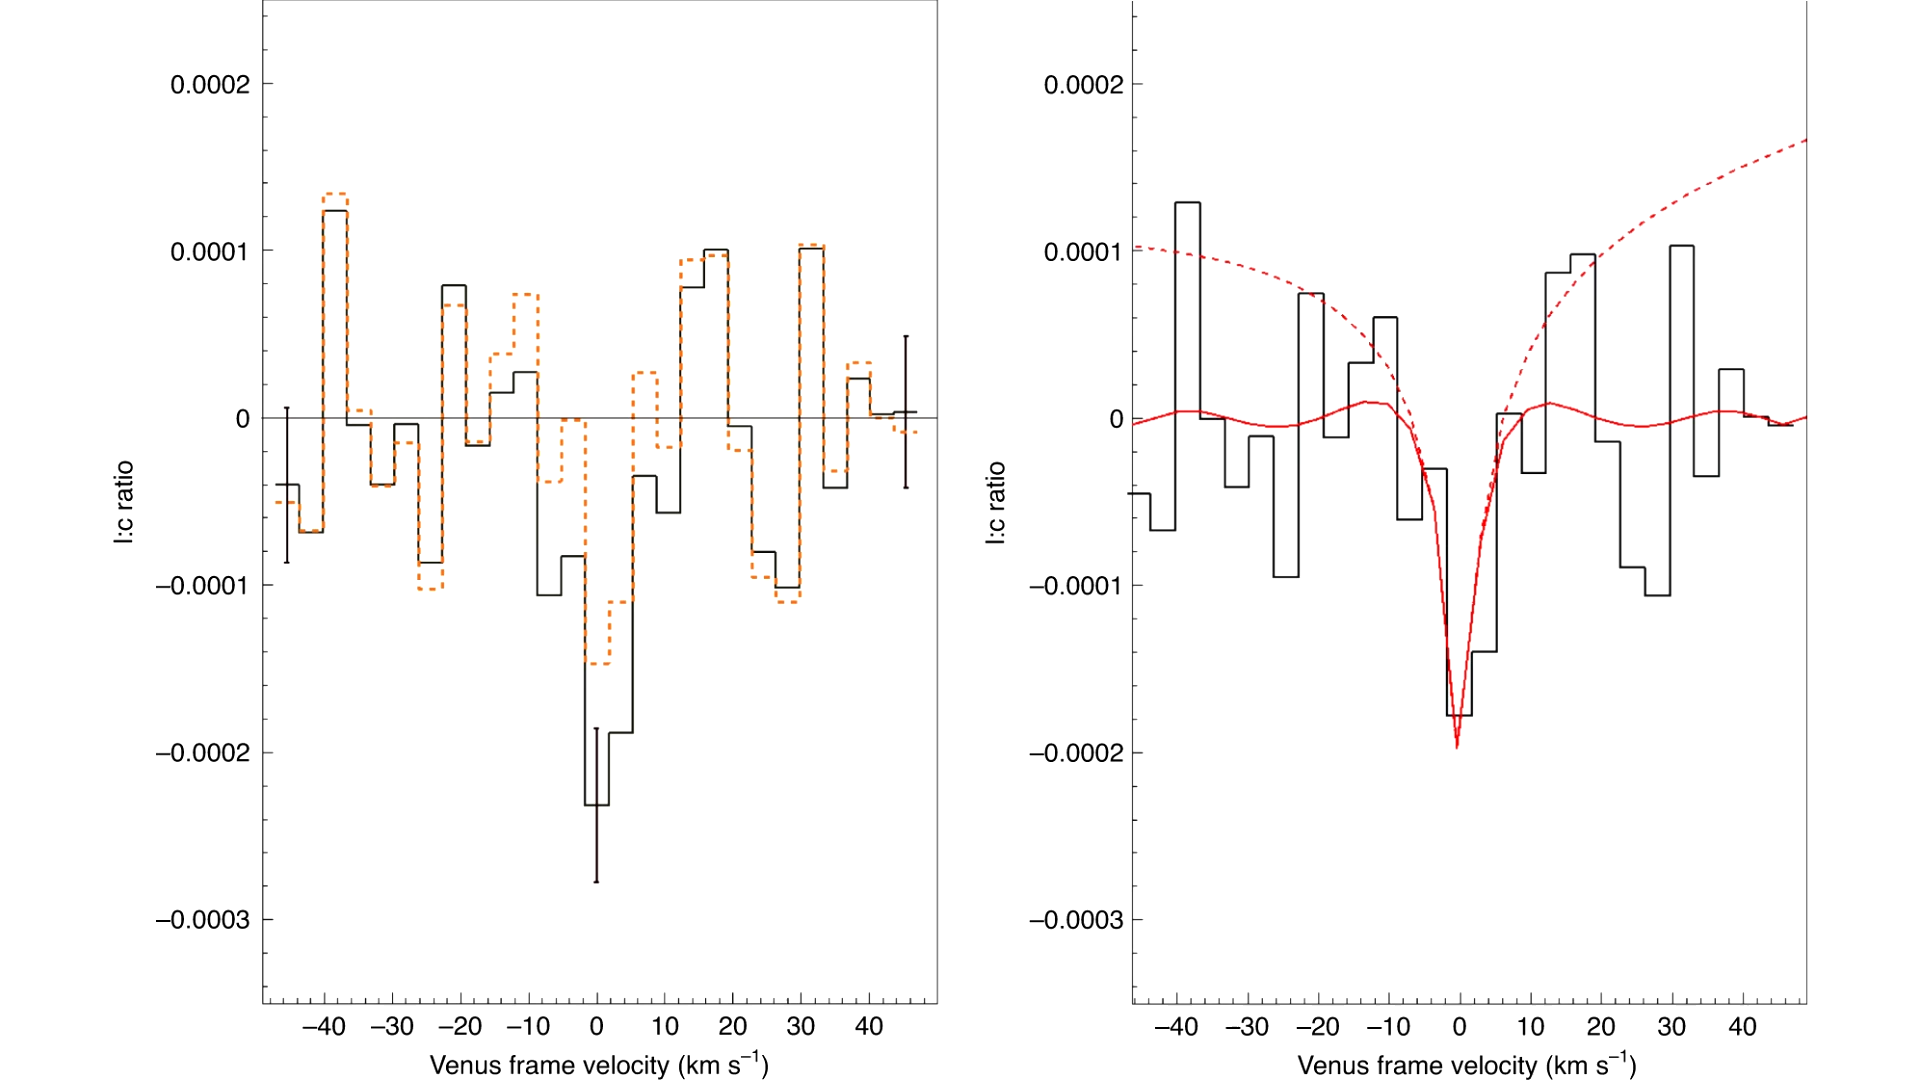 0.0002
0.0001
0
–0.0001
–0.0002
–0.0003
l:c ratio
–40 –30 –20 –10 0 10 20 30 40
Venus frame velocity (km s⁻¹)
0.0002
0.0001
0
–0.0001
–0.0002
–0.0003
l:c ratio
–40 –30 –20 –10 0 10 20 30 40
Venus frame velocity (km s⁻¹)